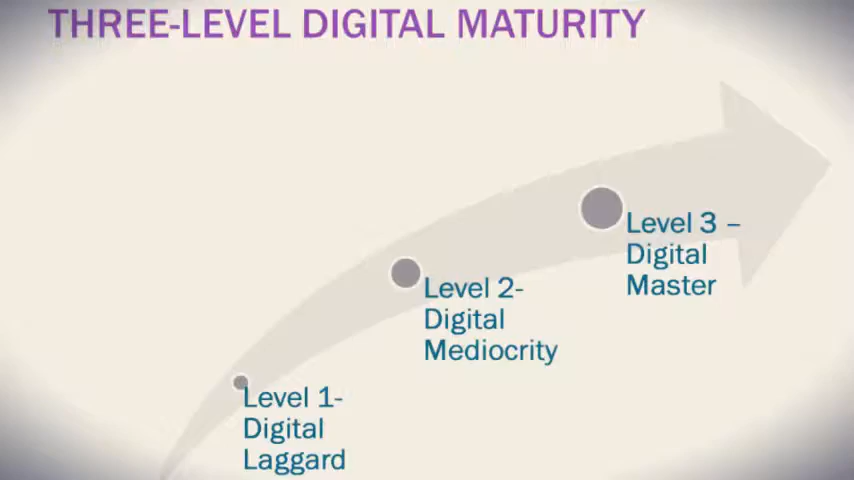 THREE-LEVEL DIGITAL MATURITY
Level 1-
Digital
Laggard
Level 2-
Digital
Mediocrity
Level 3 –
Digital
Master